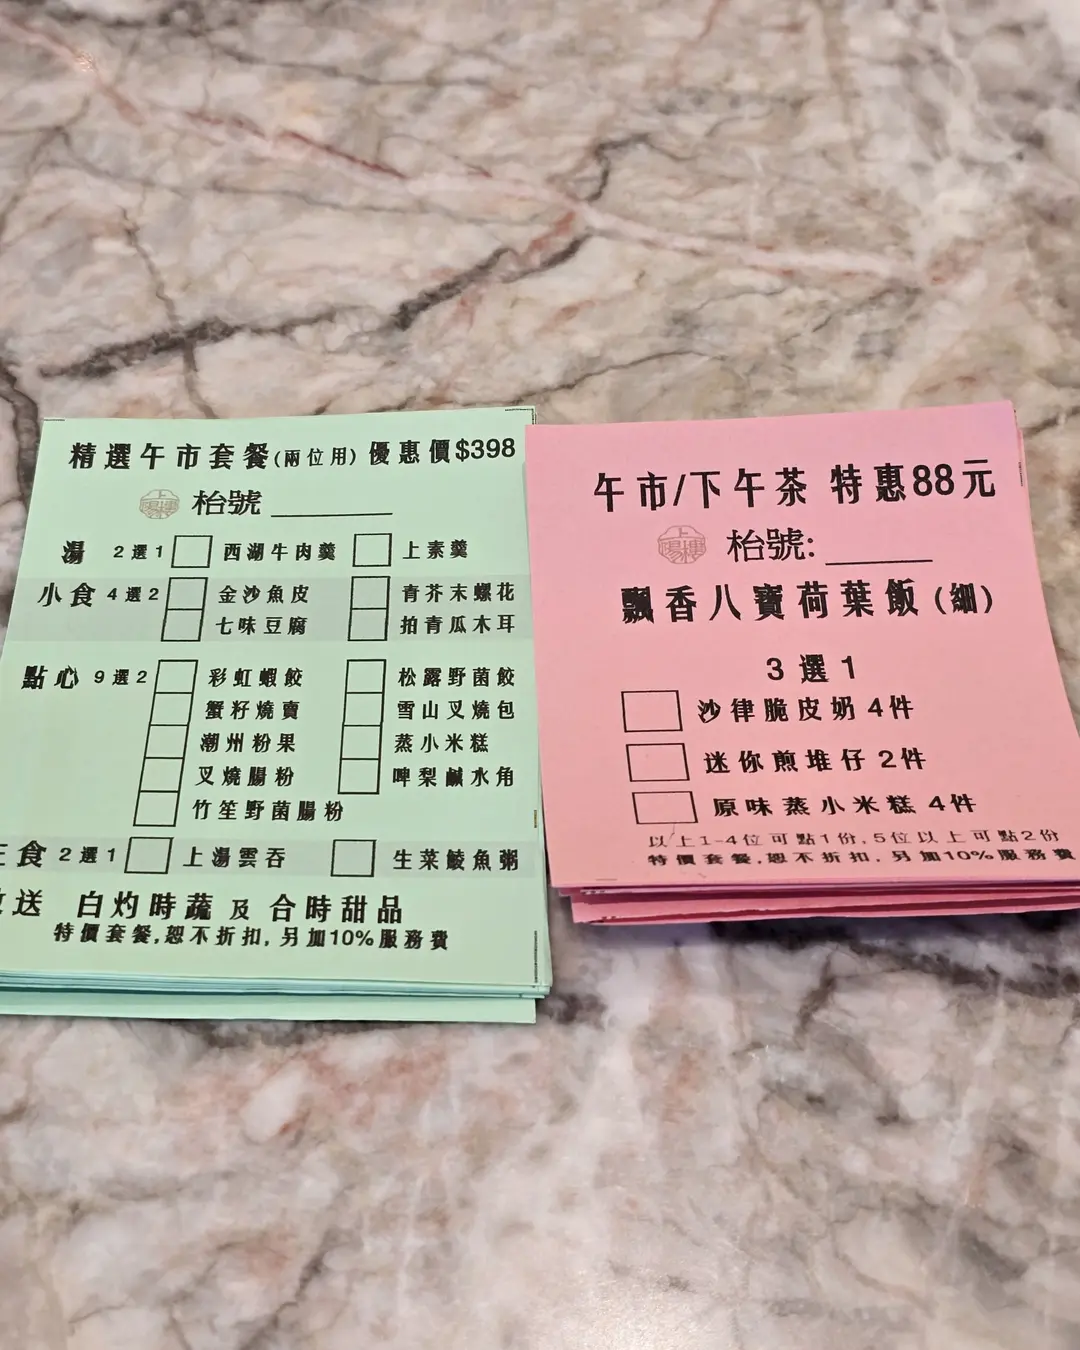 精選午市套餐(兩位用) 優惠價$398
枱號
湯 2選1 西湖牛肉羹 上素羹
小食 4選2 金沙魚皮 青芥末螺花
七味豆腐 拍青瓜木耳
點心 9選2 彩虹蝦餃 松露野菌餃
蟹籽燒賣 雪山叉燒包
潮州粉果 蒸小米糕
叉燒腸粉 啤梨鹹水角
竹笙野菌腸粉
食 2選1 上湯雲吞 生菜鯪魚粥
送 白灼時蔬 及 合時甜品
特價套餐,恕不折扣,另加10%服務費
午市/下午茶 特惠88元
上陽樓 枱號:
飄香八寶荷葉飯(細)
3選1
沙律脆皮奶 4件
迷你煎堆仔 2件
原味蒸小米糕 4件
以上1-4位可點1份,5位以上可點2份
特價套餐,恕不折扣,另加10%服務費